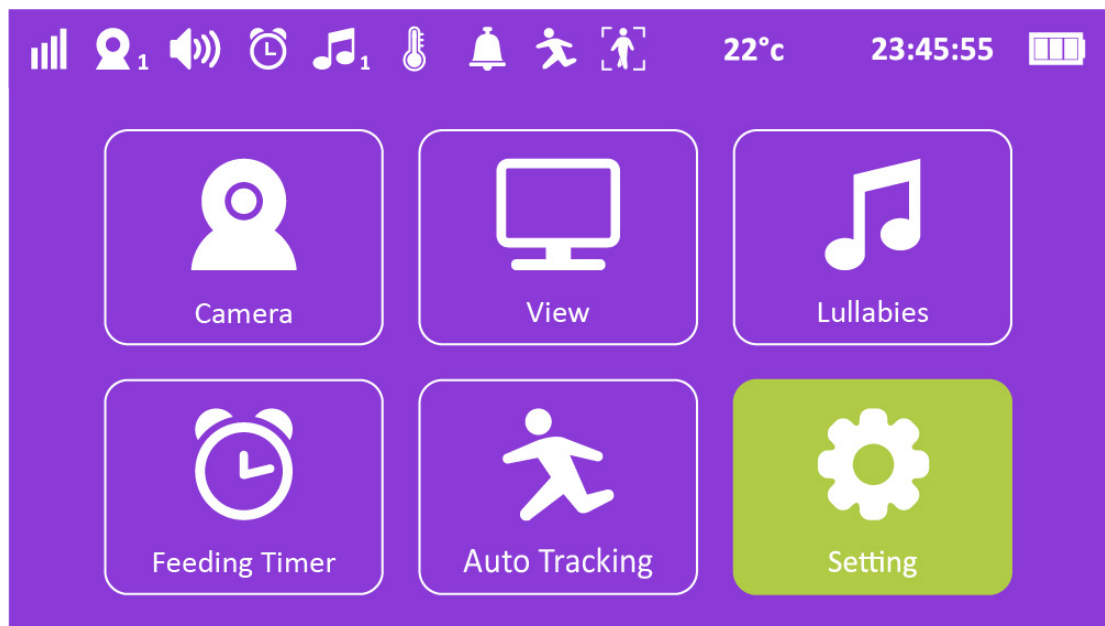 1 1 22°c 23:45:55
Camera View Lullabies
Feeding Timer Auto Tracking Setting